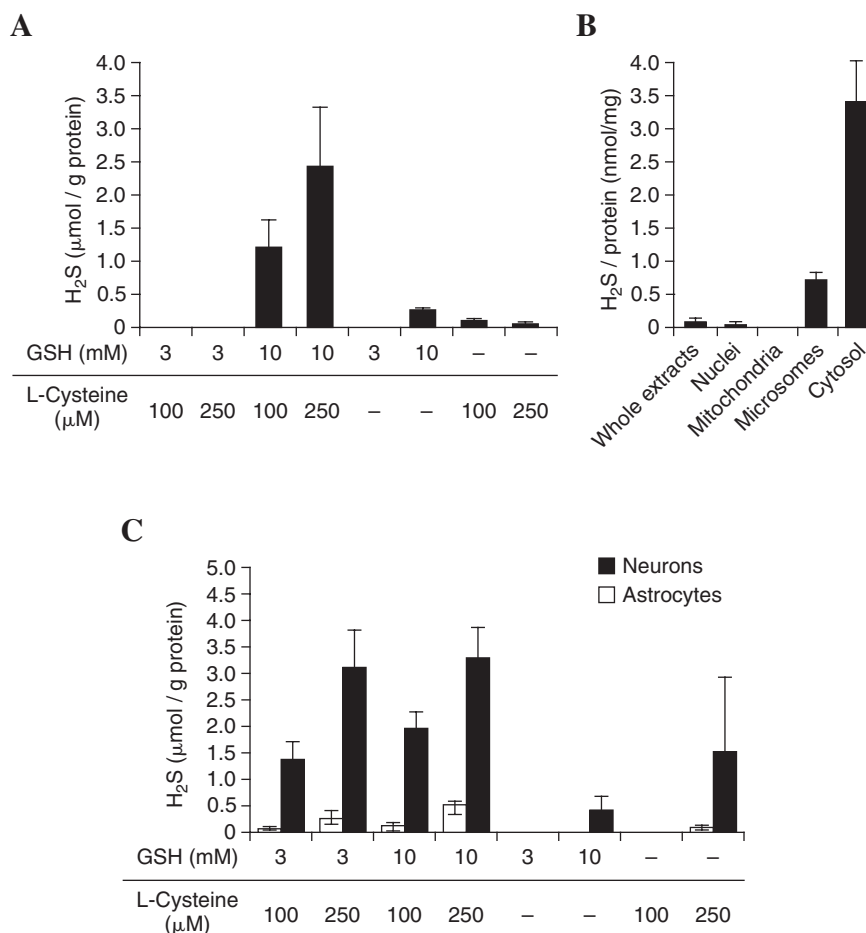 A
H₂S (μmol / g protein)
4.0
3.5
3.0
2.5
2.0
1.5
1.0
0.5
0
GSH (mM) 3 3 10 10 3 10 – –
L-Cysteine
(μM) 100 250 100 250 – – 100 250
B
H₂S / protein (nmol/mg)
4.0
3.5
3.0
2.5
2.0
1.5
1.0
0.5
0
Whole extracts
Nuclei
Mitochondria
Microsomes
Cytosol
C
Neurons
Astrocytes
H₂S (μmol / g protein)
5.0
4.5
4.0
3.5
3.0
2.5
2.0
1.5
1.0
0.5
0
GSH (mM) 3 3 10 10 3 10 – –
L-Cysteine
(μM) 100 250 100 250 – – 100 250